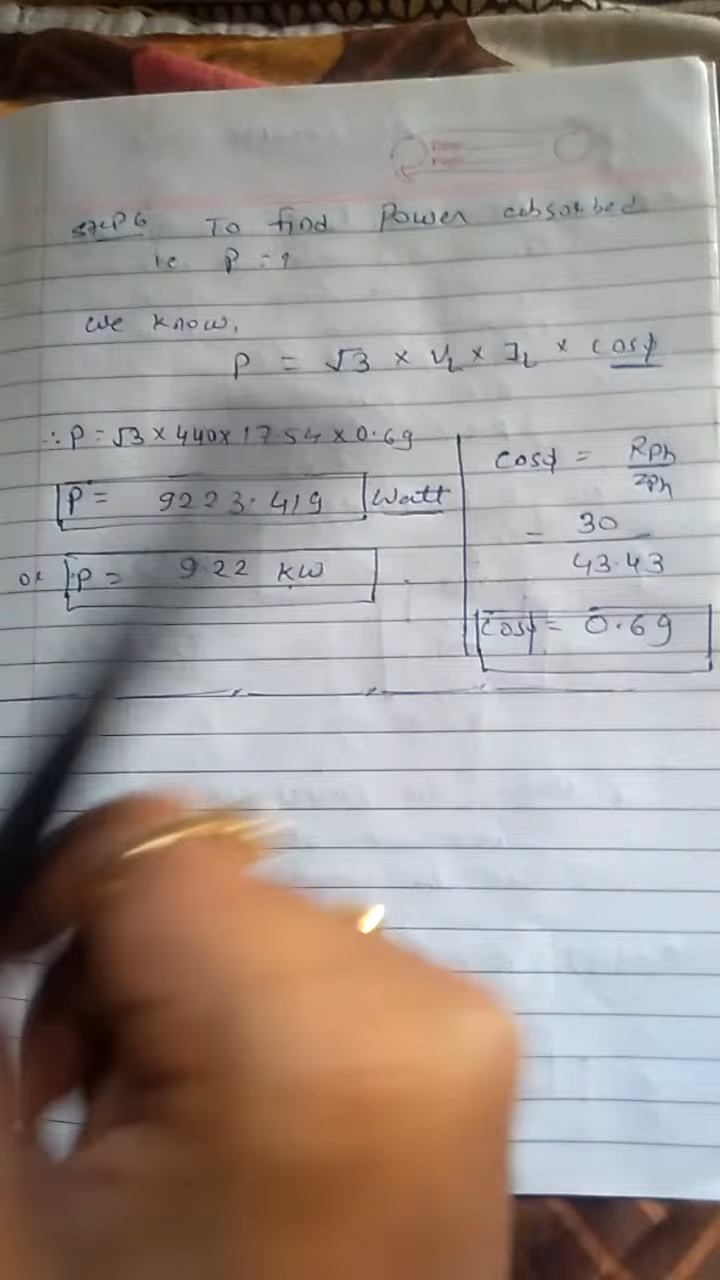 STEP 6 To find Power absorbed
i.e. P = ?
We know,
P = √3 × VL × IL × cosϕ
∴ P = √3 × 440 × 17.54 × 0.69
P = 9223.419 Watt
or P = 9.22 KW
cosϕ = Rph
Zph
= 30
43.43
cosϕ = 0.69